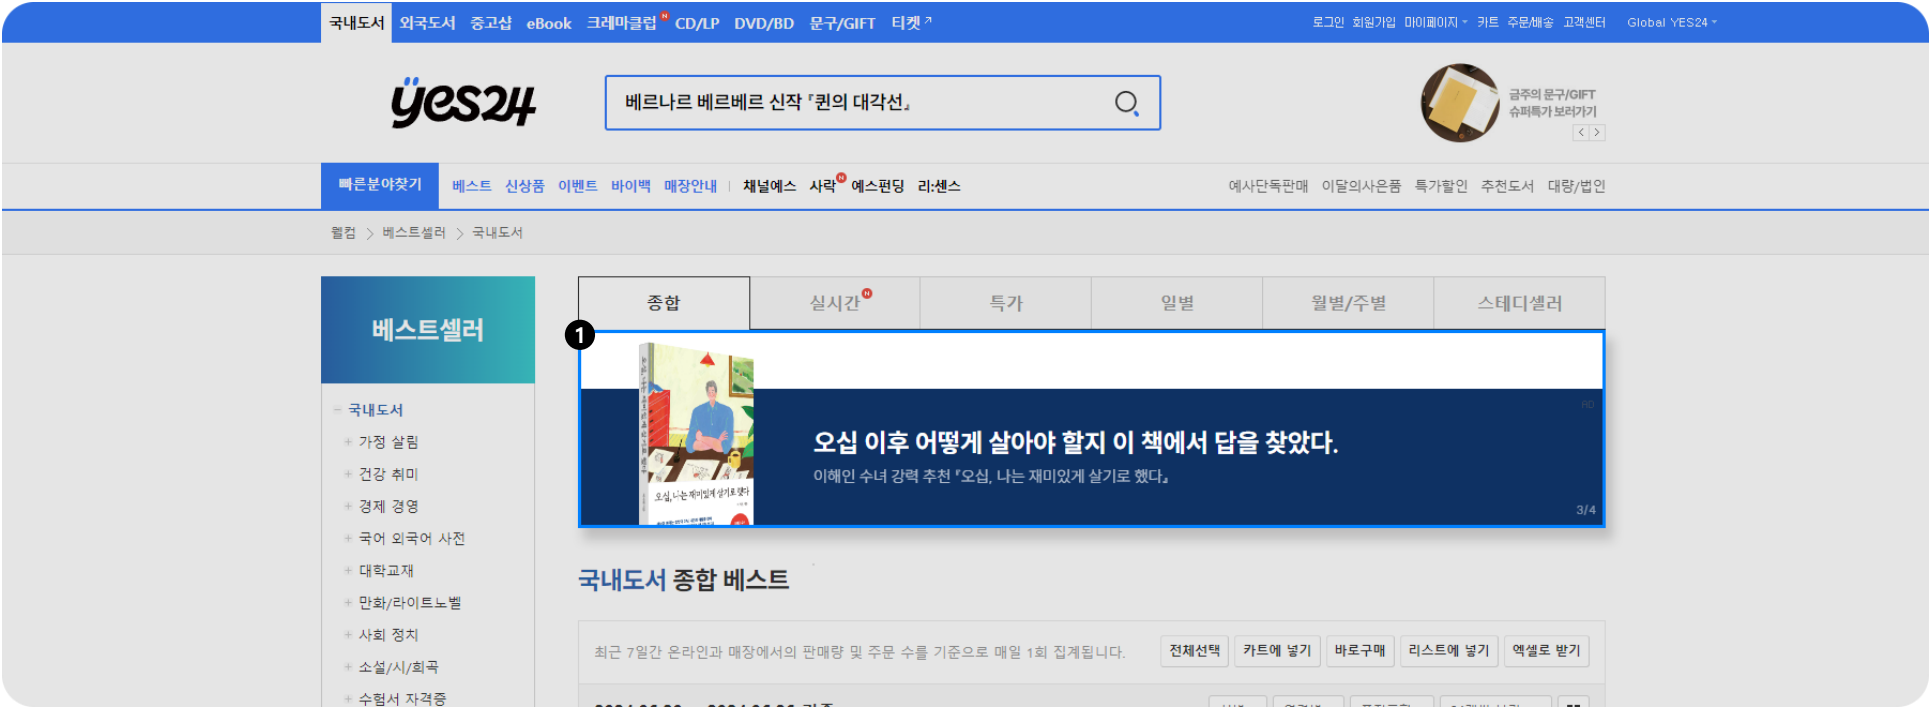 국내도서 외국도서 중고샵 eBook 크레마클럽 N CD/LP DVD/BD 문구/GIFT 티켓
로그인 회원가입 마이페이지 카트 주문/배송 고객센터 Global YES24
yes24
베르나르 베르베르 신작 『퀸의 대각선』
금주의 문구/GIFT
슈퍼특가 보러가기
빠른분야찾기 베스트 신상품 이벤트 바이백 매장안내 채널예스 사락 N 예스펀딩 리:센스
예사단독판매 이달의사은품 특가할인 추천도서 대량/법인
웰컴 > 베스트셀러 > 국내도서
베스트셀러
국내도서
가정 살림
건강 취미
경제 경영
국어 외국어 사전
대학교재
만화/라이트노벨
사회 정치
소설/시/희곡
수험서 자격증
종합 실시간 N 특가 일별 월별/주별 스테디셀러
1
오십, 나는 재미있게 살기로 했다
AD
오십 이후 어떻게 살아야 할지 이 책에서 답을 찾았다.
이해인 수녀 강력 추천 『오십, 나는 재미있게 살기로 했다』
3/4
국내도서 종합 베스트
최근 7일간 온라인과 매장에서의 판매량 및 주문 수를 기준으로 매일 1회 집계됩니다.
전체선택 카트에 넣기 바로구매 리스트에 넣기 엑셀로 받기